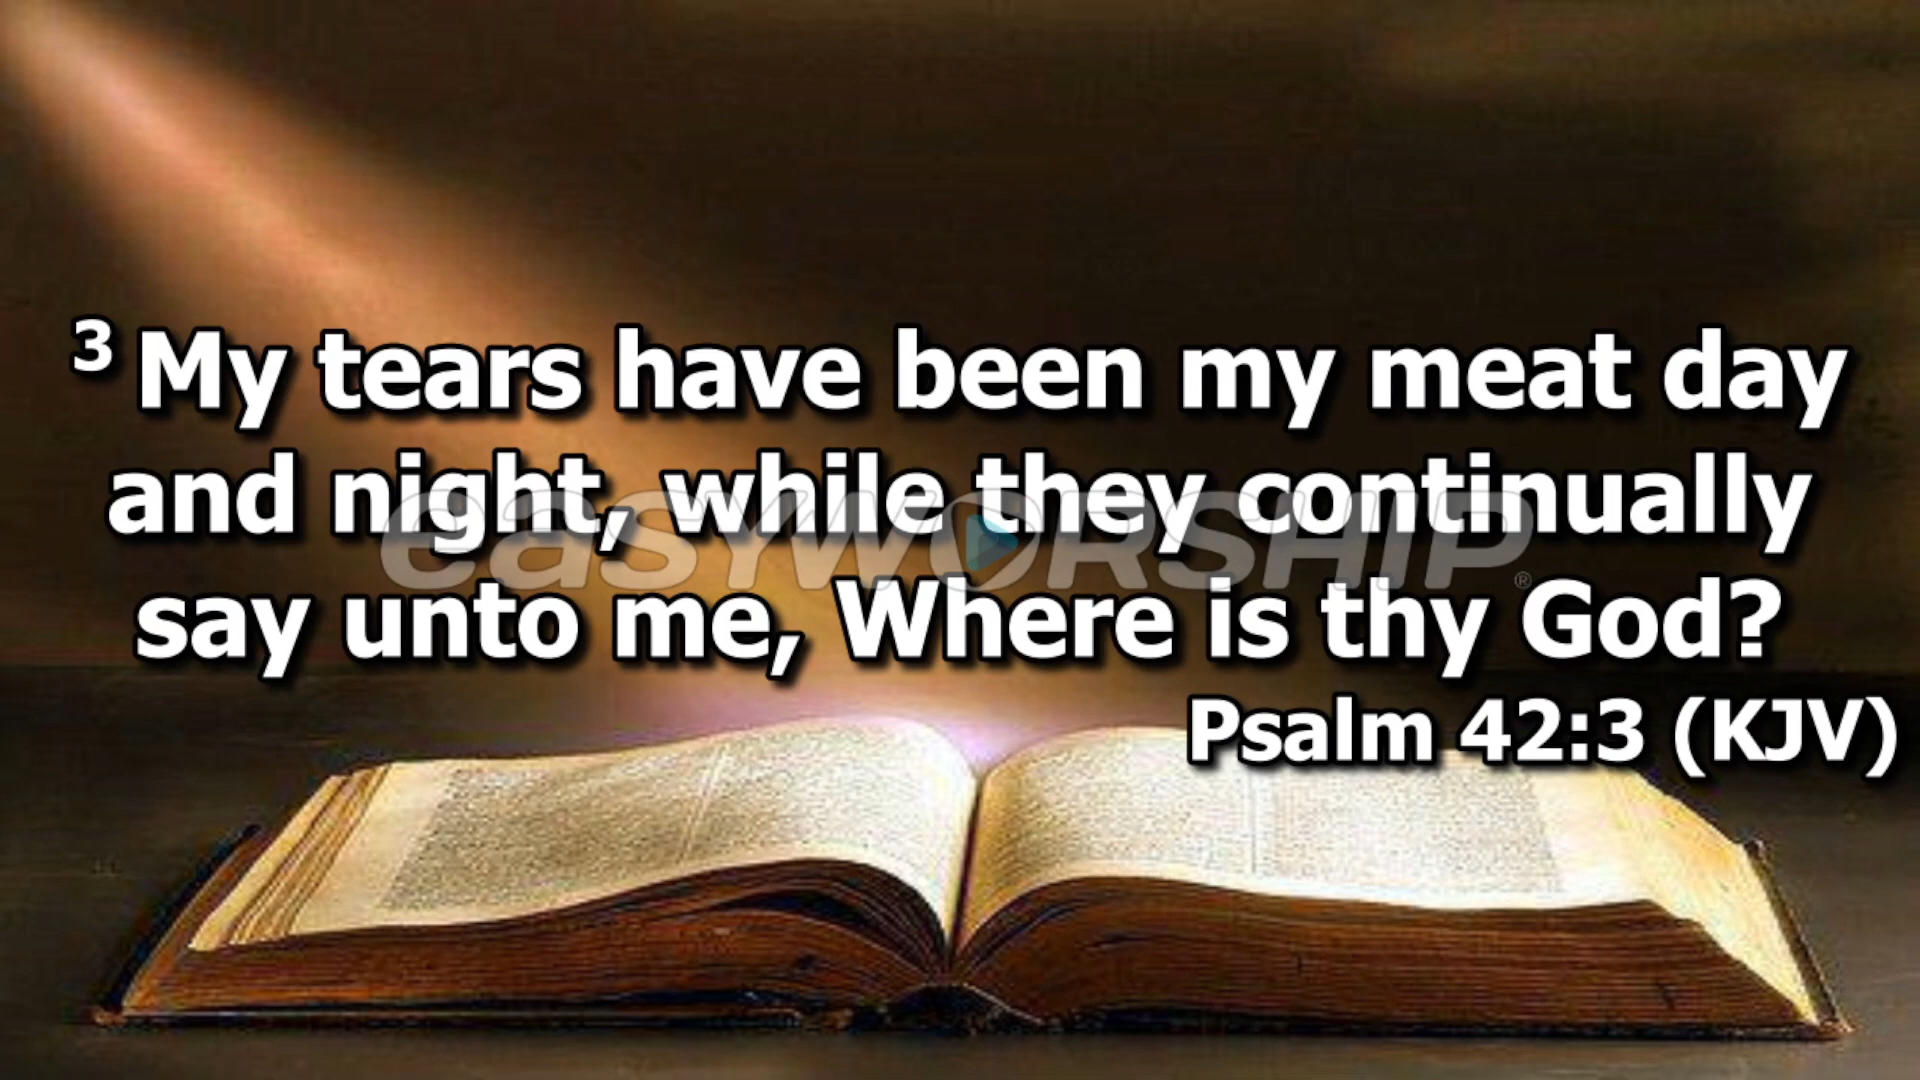 3 My tears have been my meat day
and night, while they continually
say unto me, Where is thy God?
Psalm 42:3 (KJV)
easyWORSHIP®